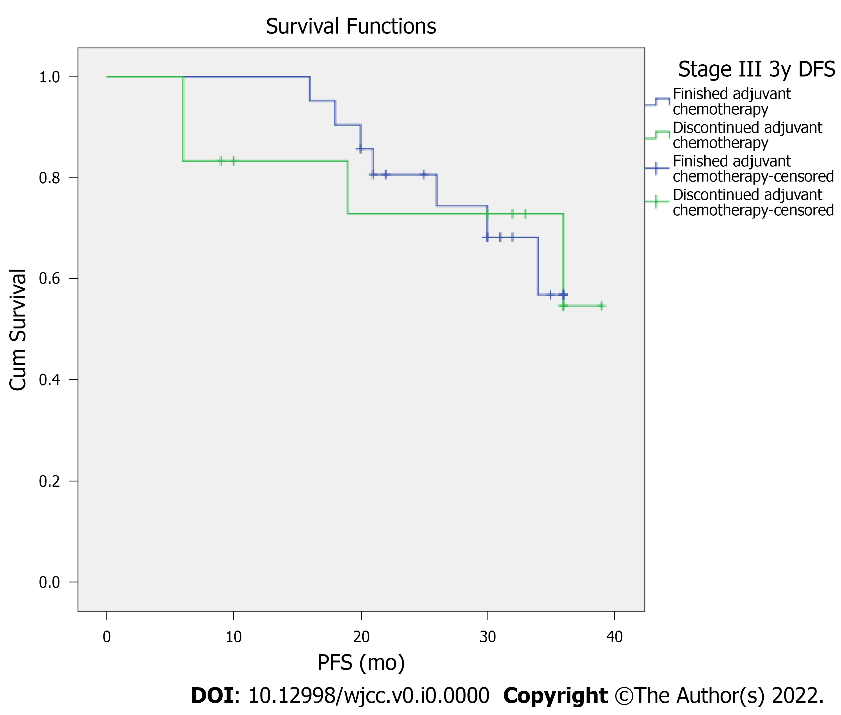 Survival Functions
Stage III 3y DFS
Finished adjuvant
chemotherapy
Discontinued adjuvant
chemotherapy
Finished adjuvant
chemotherapy-censored
Discontinued adjuvant
chemotherapy-censored
Cum Survival
1.0
0.8
0.6
0.4
0.2
0.0
0 10 20 30 40
PFS (mo)
DOI: 10.12998/wjcc.v0.i0.0000 Copyright ©The Author(s) 2022.